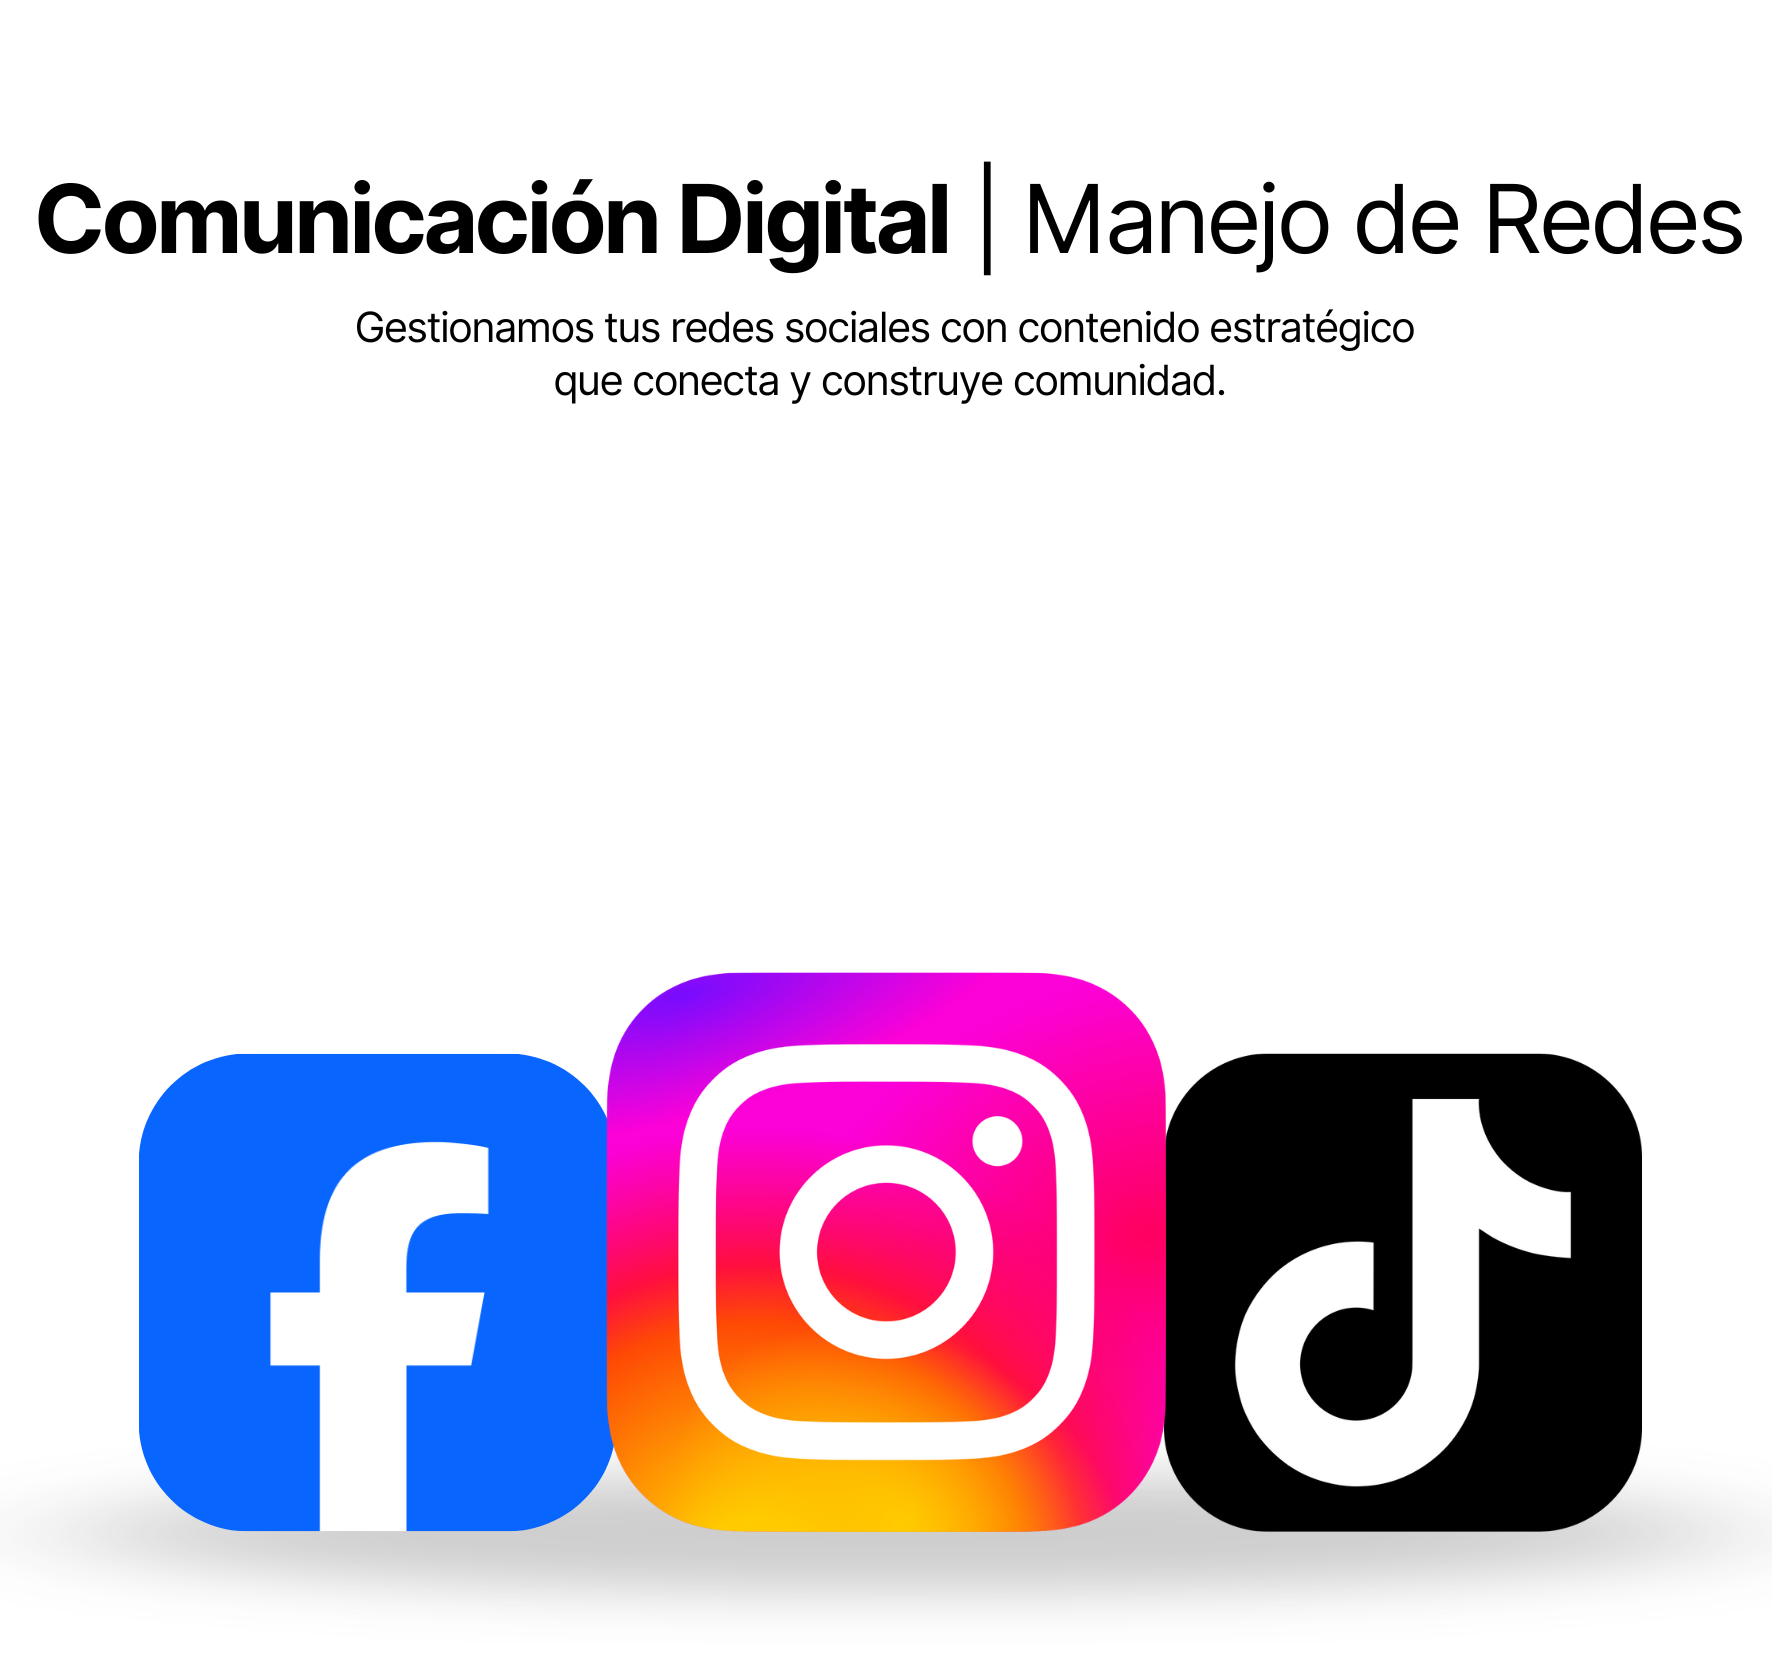 Comunicación Digital | Manejo de Redes
Gestionamos tus redes sociales con contenido estratégico
que conecta y construye comunidad.